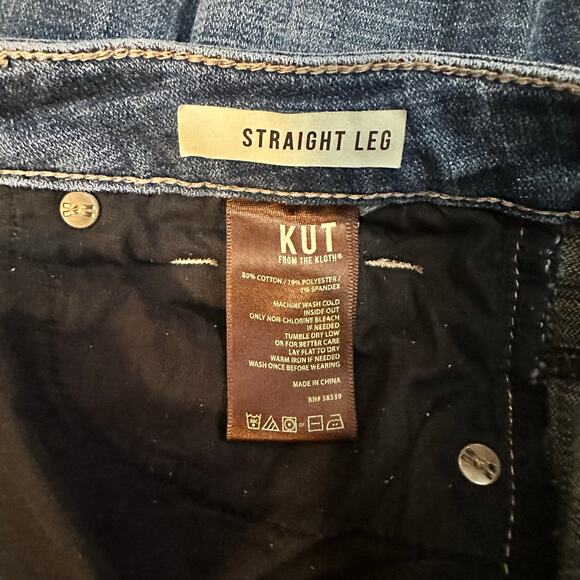 STRAIGHT LEG
KUT
FROM THE KLOTH®
80% COTTON / 19% POLYESTER /
1% SPANDEX
MACHINE WASH COLD
INSIDE OUT
ONLY NON-CHLORINE BLEACH
IF NEEDED
TUMBLE DRY LOW
OR FOR BETTER CARE
LAY FLAT TO DRY
WARM IRON IF NEEDED
WASH ONCE BEFORE WEARING
MADE IN CHINA
RN# 58539
or